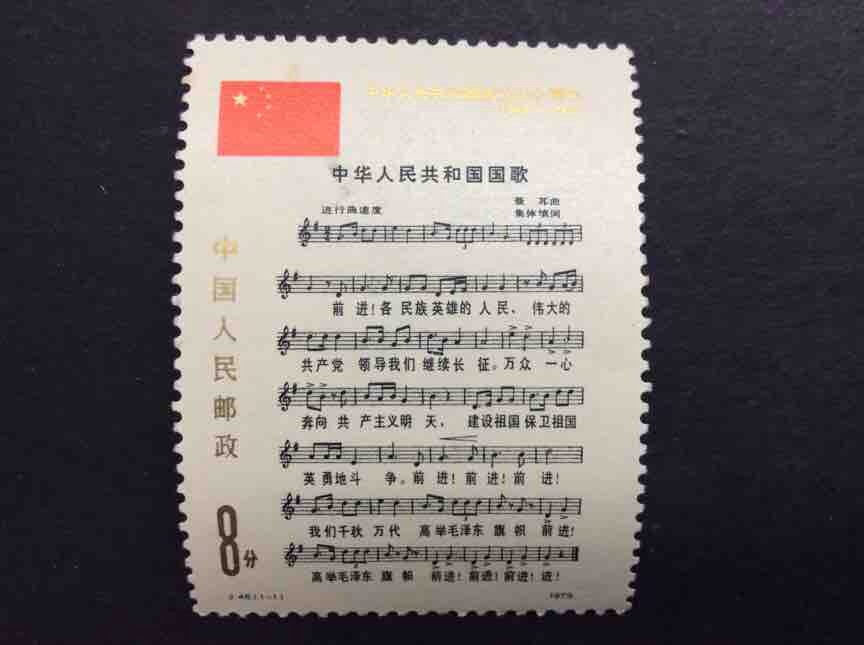 中华人民共和国国歌
进行曲速度
聂 耳曲
集体填词
中国人民邮政
前 进！各 民族 英雄的 人 民， 伟大的
共产党 领导我们 继续长 征。万众 一心
奔向 共 产主义明 天， 建设祖国 保卫祖国
英 勇地斗 争。前 进！前 进！前 进！
我们千秋 万代 高举毛泽东 旗 帜 前进！
高举毛泽东 旗 帜 前进！前进！前进！进！
8分
1979